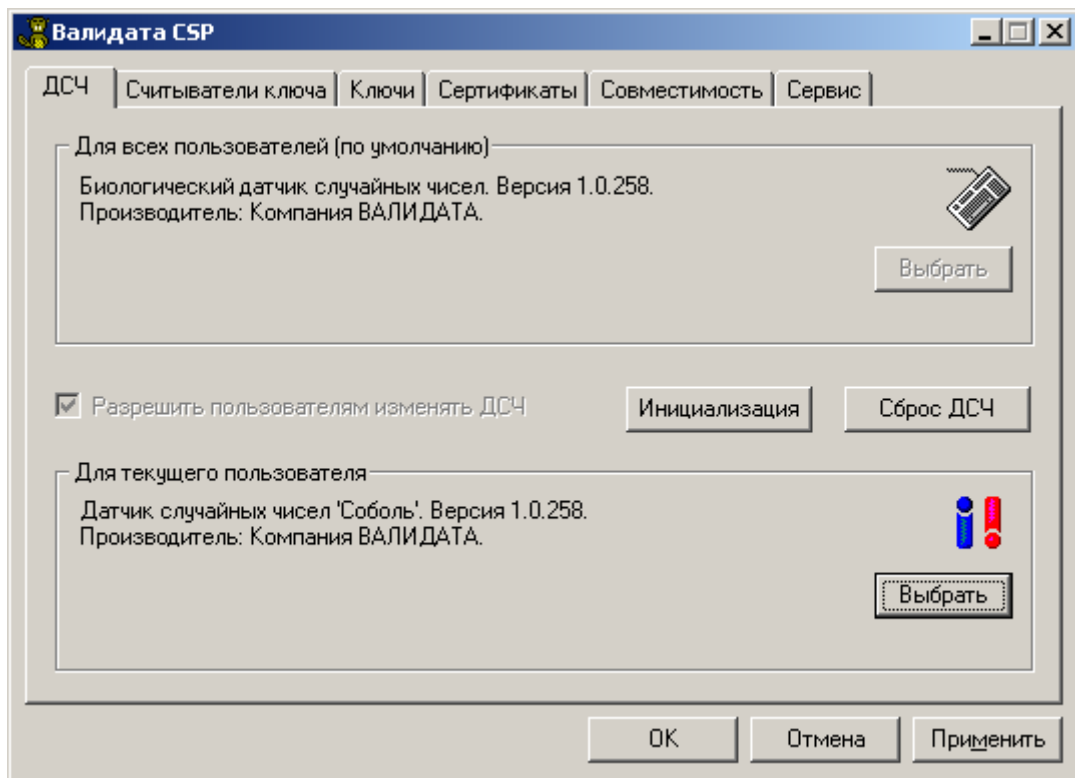 Валидата CSP
ДСЧ Считыватели ключа Ключи Сертификаты Совместимость Сервис
Для всех пользователей (по умолчанию)
Биологический датчик случайных чисел. Версия 1.0.258.
Производитель: Компания ВАЛИДАТА.
Выбрать
Разрешить пользователям изменять ДСЧ Инициализация Сброс ДСЧ
Для текущего пользователя
Датчик случайных чисел 'Соболь'. Версия 1.0.258.
Производитель: Компания ВАЛИДАТА.
Выбрать
OK Отмена Применить